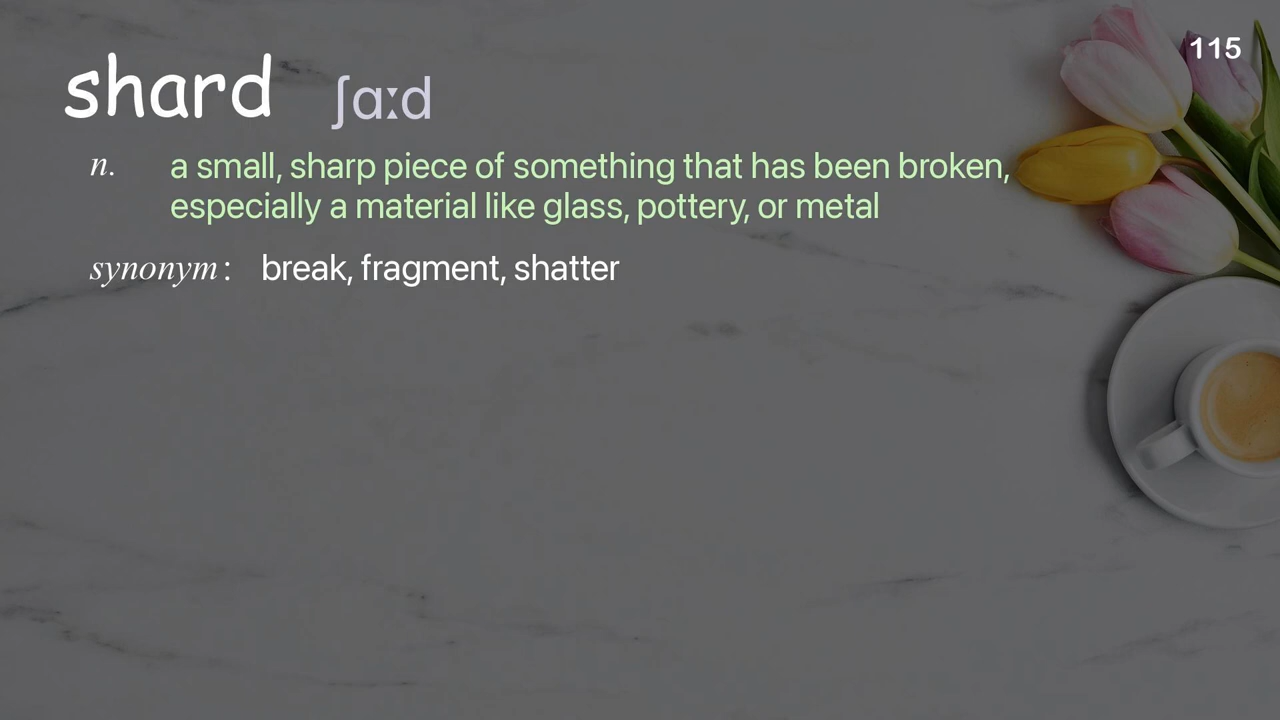 115
shard ʃɑːd
n. a small, sharp piece of something that has been broken,
especially a material like glass, pottery, or metal
synonym: break, fragment, shatter